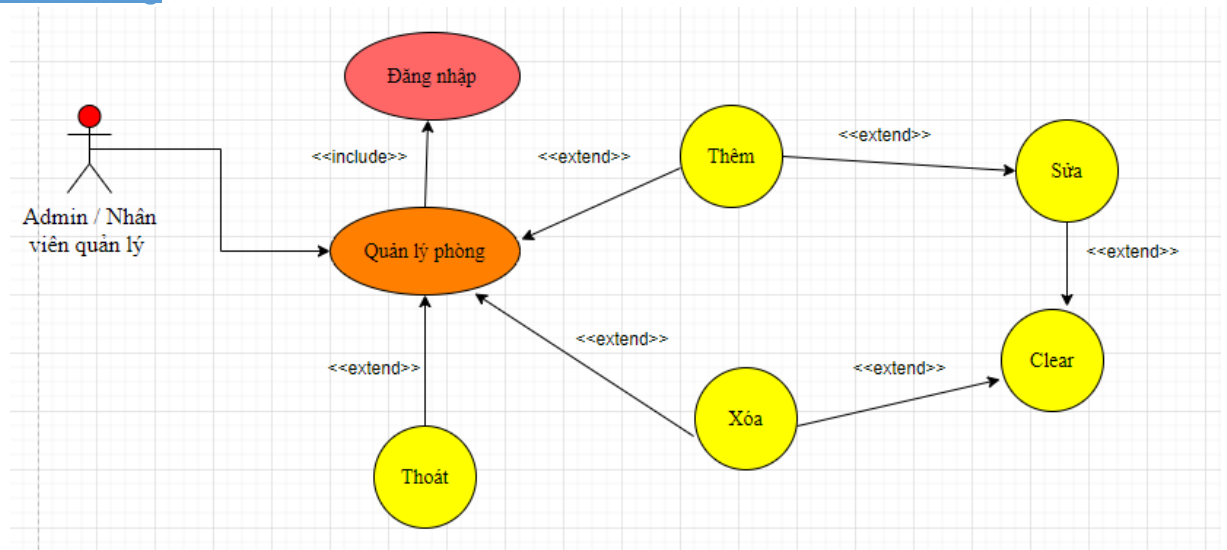 Đăng nhập
<<include>>
<<extend>>
Thêm
<<extend>>
Sửa
Admin / Nhân
viên quản lý
Quản lý phòng
<<extend>>
<<extend>>
<<extend>>
<<extend>>
Clear
Xóa
Thoát